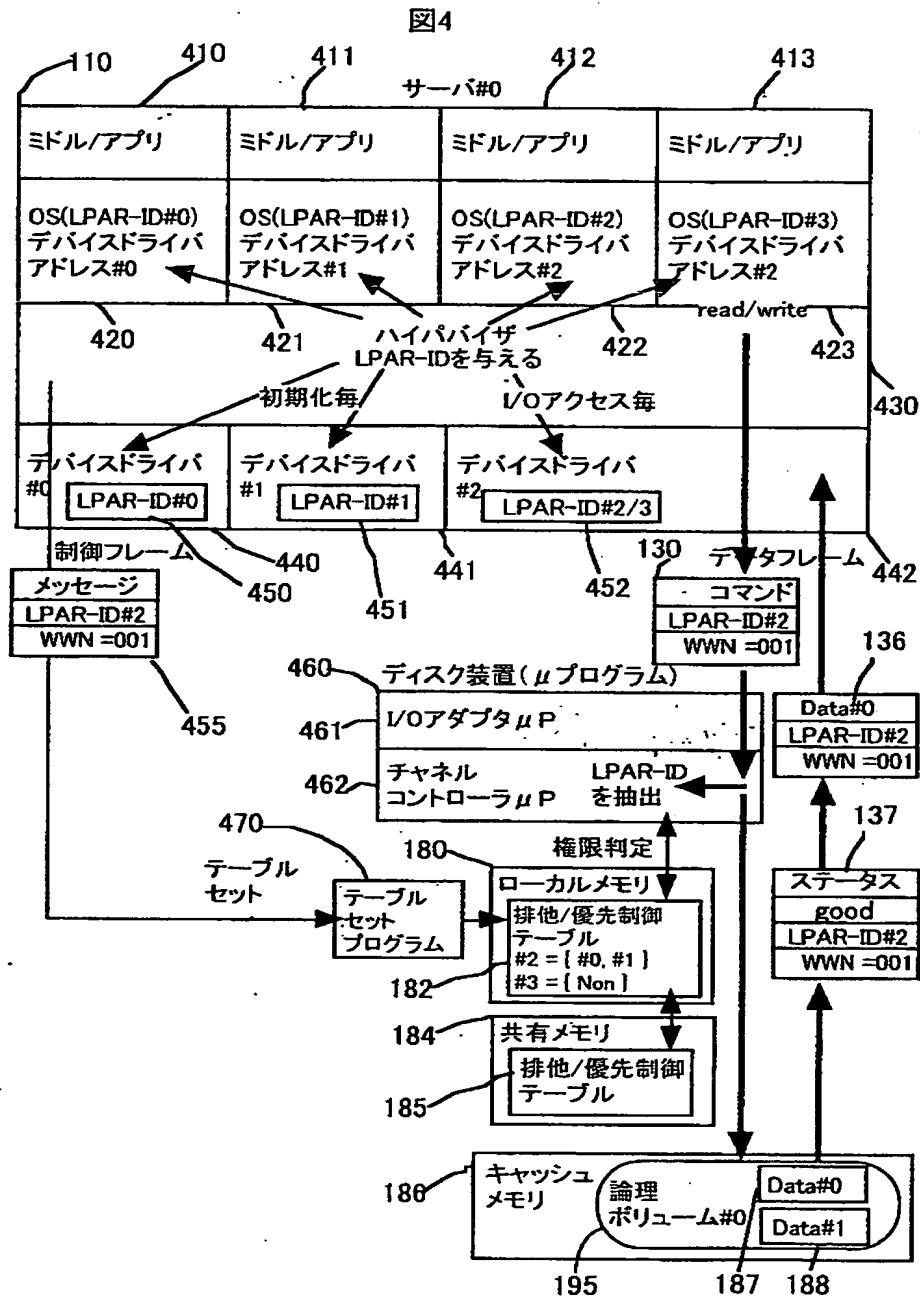 図4
110
410
411
412
413
サーバ#0
ミドル/アプリ
ミドル/アプリ
ミドル/アプリ
ミドル/アプリ
OS(LPAR-ID#0)
デバイスドライバ
アドレス#0
OS(LPAR-ID#1)
デバイスドライバ
アドレス#1
OS(LPAR-ID#2)
デバイスドライバ
アドレス#2
OS(LPAR-ID#3)
デバイスドライバ
アドレス#2
read/write
420
421
422
423
ハイパバイザ
LPAR-IDを与える
初期化毎
I/Oアクセス毎
430
デバイスドライバ
#0
LPAR-ID#0
デバイスドライバ
#1
LPAR-ID#1
デバイスドライバ
#2
LPAR-ID#2/3
制御フレーム
440
450
451
441
452
130
データフレーム
442
メッセージ
LPAR-ID#2
WWN =001
455
コマンド
LPAR-ID#2
WWN =001
ディスク装置(μプログラム)
460
461
I/OアダプタμP
462
チャネル
コントローラμP
LPAR-ID
を抽出
136
Data#0
LPAR-ID#2
WWN =001
137
ステータス
good
LPAR-ID#2
WWN =001
470
テーブル
セット
テーブル
セット
プログラム
権限判定
180
ローカルメモリ
排他/優先制御
テーブル
#2 = { #0, #1 }
#3 = { Non }
182
184
共有メモリ
排他/優先制御
テーブル
185
186
キャッシュ
メモリ
論理
ボリューム#0
Data#0
Data#1
195
187
188